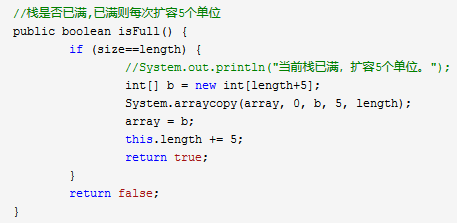 //栈是否已满,已满则每次扩容5个单位
public boolean isFull() {
        if (size==length) {
                //System.out.println("当前栈已满，扩容5个单位。");
                int[] b = new int[length+5];
                System.arraycopy(array, 0, b, 5, length);
                array = b;
                this.length += 5;
                return true;
        }
        return false;
}